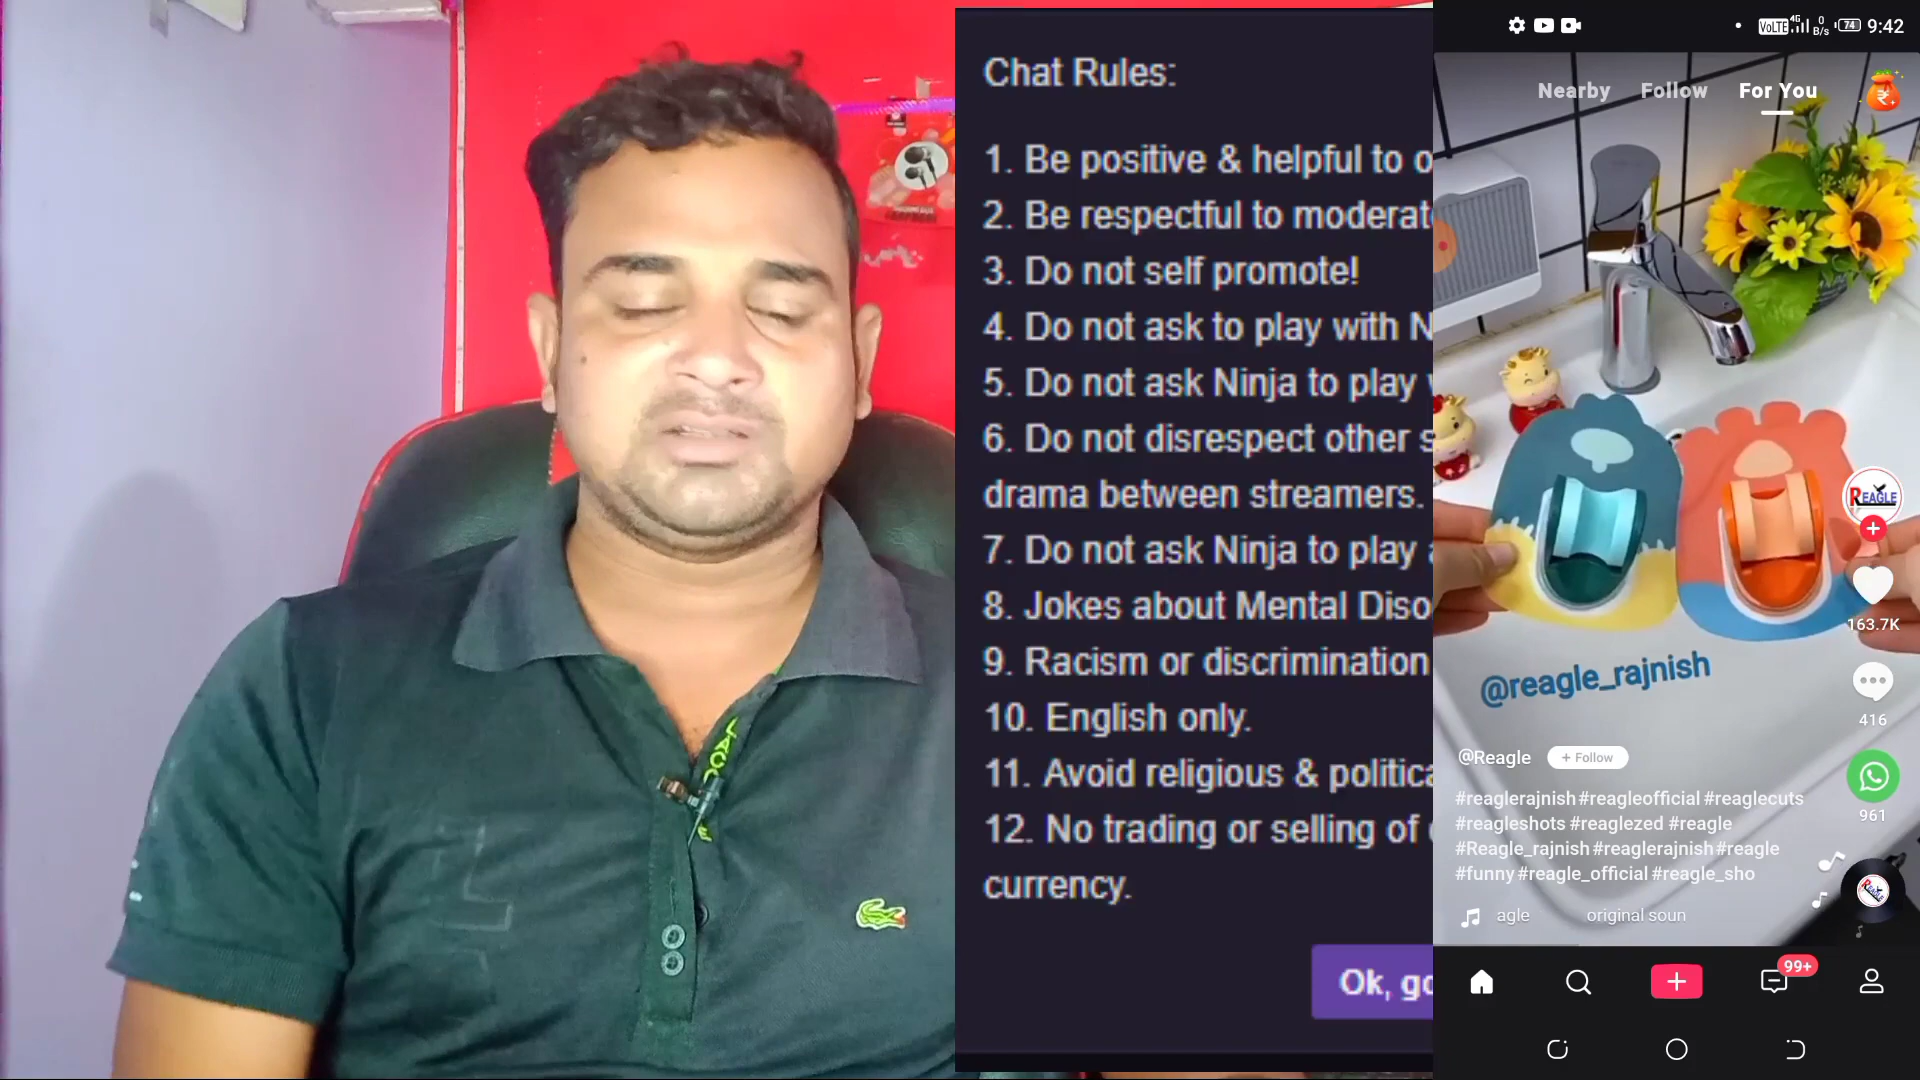 Chat Rules:
1. Be positive & helpful to o
2. Be respectful to moderat
3. Do not self promote!
4. Do not ask to play with N
5. Do not ask Ninja to play
6. Do not disrespect other s
drama between streamers.
7. Do not ask Ninja to play
8. Jokes about Mental Diso
9. Racism or discrimination
10. English only.
11. Avoid religious & politica
12. No trading or selling of
currency.
Ok, go
VoLTE 4G 0 B/s 74 9:42
Nearby Follow For You
REAGLE
163.7K
@reagle_rajnish
416
@Reagle + Follow
961
#reaglerajnish #reagleofficial #reaglecuts
#reagleshots #reaglezed #reagle
#Reagle_rajnish #reaglerajnish #reagle
#funny #reagle_official #reagle_sho
agle original soun
99+